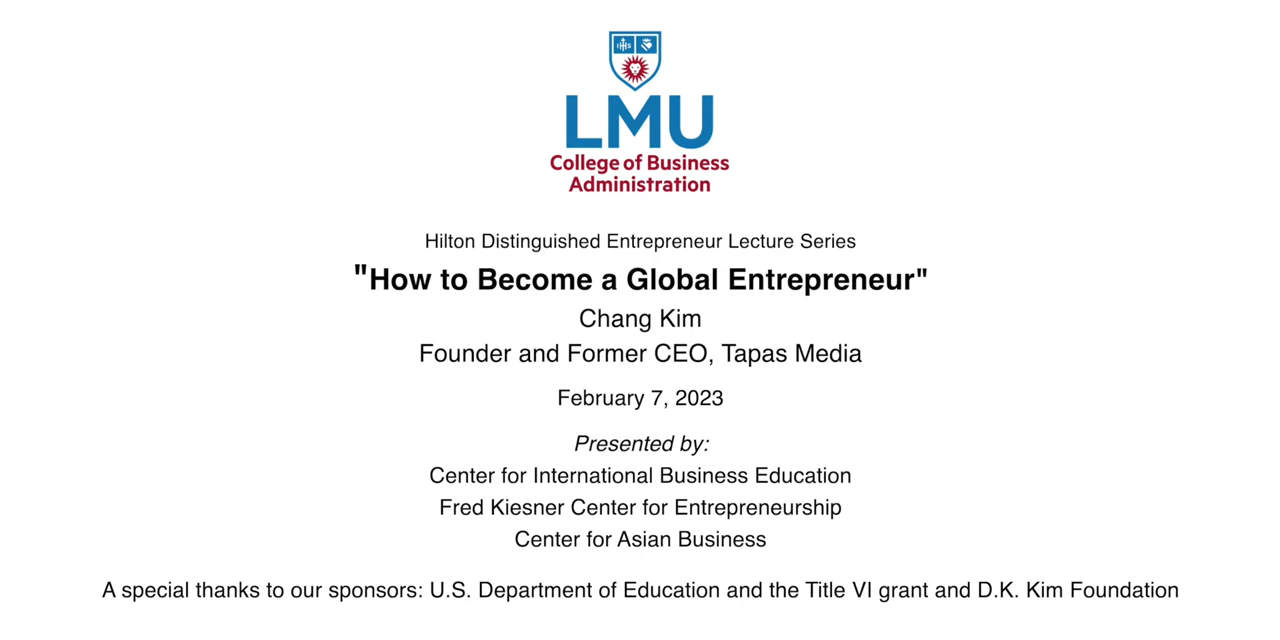 IHS
LMU
College of Business
Administration
Hilton Distinguished Entrepreneur Lecture Series
"How to Become a Global Entrepreneur"
Chang Kim
Founder and Former CEO, Tapas Media
February 7, 2023
Presented by:
Center for International Business Education
Fred Kiesner Center for Entrepreneurship
Center for Asian Business
A special thanks to our sponsors: U.S. Department of Education and the Title VI grant and D.K. Kim Foundation